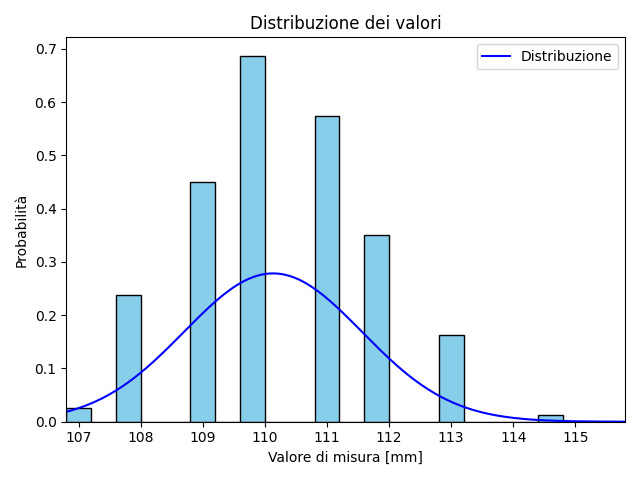 Distribuzione dei valori
Distribuzione
Probabilità
0.7
0.6
0.5
0.4
0.3
0.2
0.1
0.0
107 108 109 110 111 112 113 114 115
Valore di misura [mm]